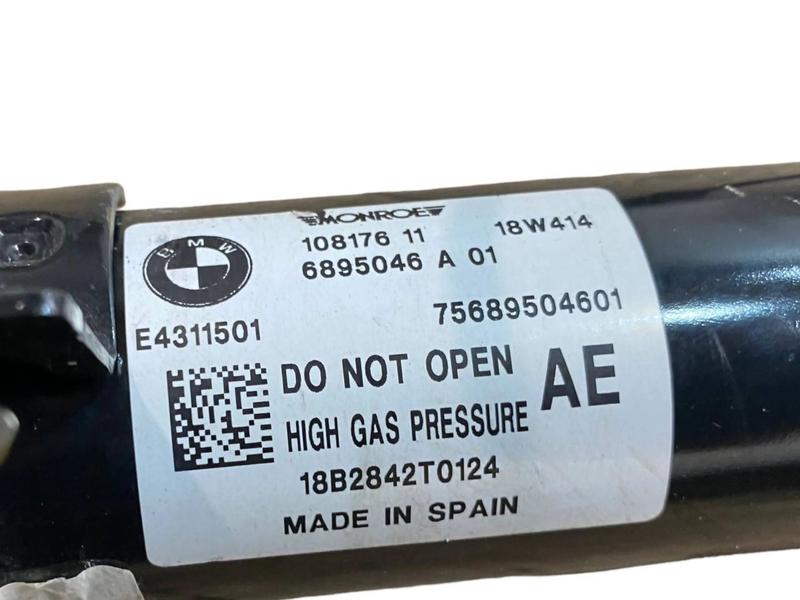 MONROE
BMW
108176 11 18W414
6895046 A 01
75689504601
E4311501
DO NOT OPEN
HIGH GAS PRESSURE
AE
18B2842T0124
MADE IN SPAIN